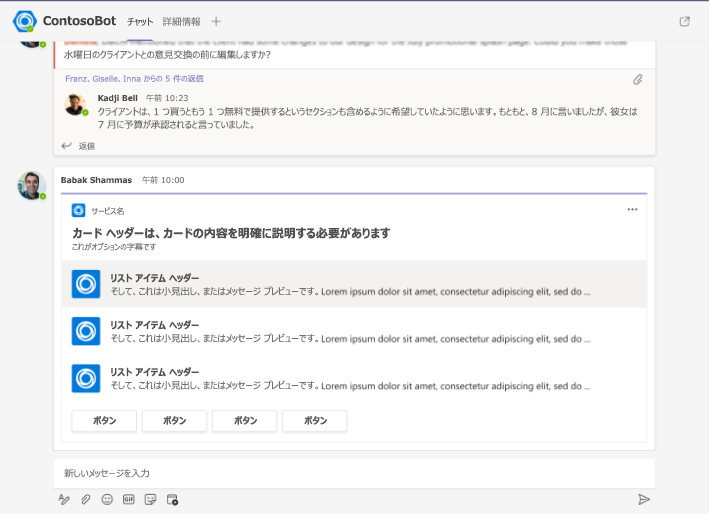 ContosoBot チャット 詳細情報
水曜日のクライアントとの意見交換の前に編集しますか?
Franz、Giselle、Inna からの 5 件の返信
Kadji Bell 午前 10:23
クライアントは、1 つ買うともう 1 つ無料で提供するというセクションも含めるように希望していたように思います。もともと、8 月に言いましたが、彼女は
7 月に予算が承認されると言っていました。
返信
Babak Shammas 午前 10:00
サービス名
カード ヘッダーは、カードの内容を明確に説明する必要があります
これがオプションの字幕です
リスト アイテム ヘッダー
そして、これは小見出し、またはメッセージ プレビューです。Lorem ipsum dolor sit amet, consectetur adipiscing elit, sed do ...
リスト アイテム ヘッダー
そして、これは小見出し、またはメッセージ プレビューです。Lorem ipsum dolor sit amet, consectetur adipiscing elit, sed do ...
リスト アイテム ヘッダー
そして、これは小見出し、またはメッセージ プレビューです。Lorem ipsum dolor sit amet, consectetur adipiscing elit, sed do ...
ボタン ボタン ボタン ボタン
新しいメッセージを入力
GIF